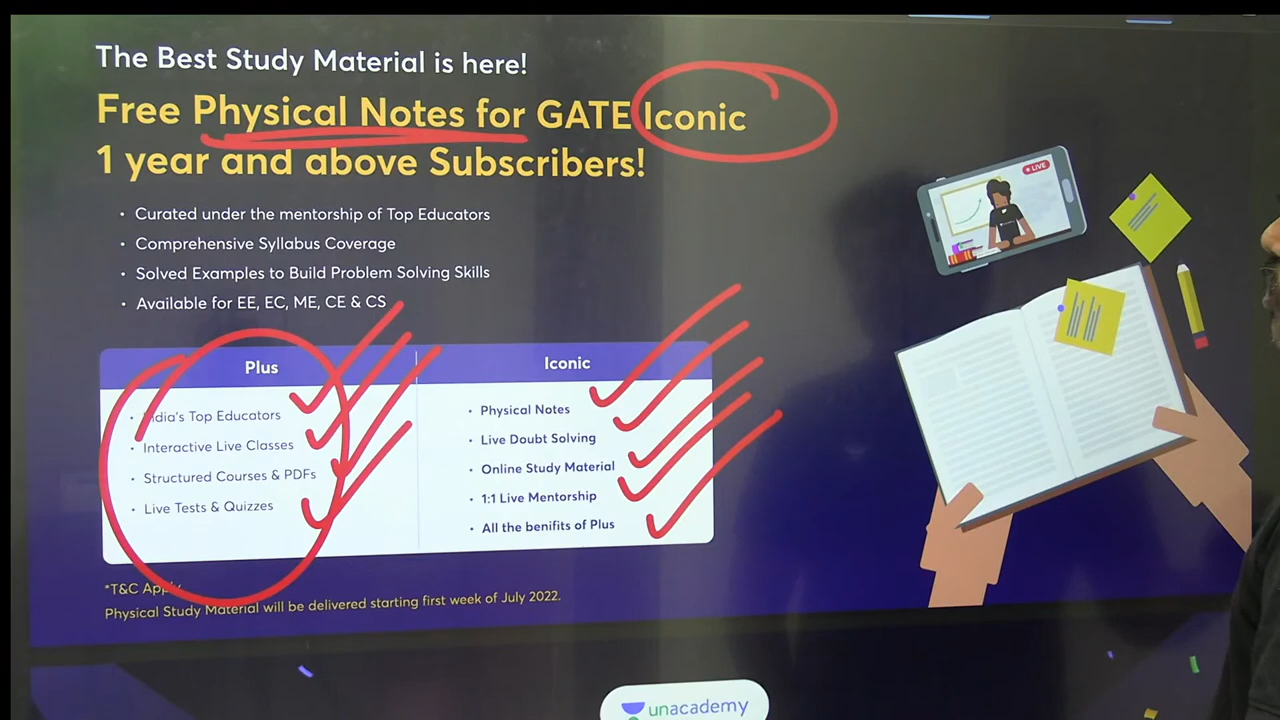 The Best Study Material is here!
Free Physical Notes for GATE Iconic
1 year and above Subscribers!
• Curated under the mentorship of Top Educators
• Comprehensive Syllabus Coverage
• Solved Examples to Build Problem Solving Skills
• Available for EE, EC, ME, CE & CS
Plus
• India's Top Educators
• Interactive Live Classes
• Structured Courses & PDFs
• Live Tests & Quizzes
Iconic
• Physical Notes
• Live Doubt Solving
• Online Study Material
• 1:1 Live Mentorship
• All the benifits of Plus
*T&C Apply
Physical Study Material will be delivered starting first week of July 2022.
LIVE
unacademy